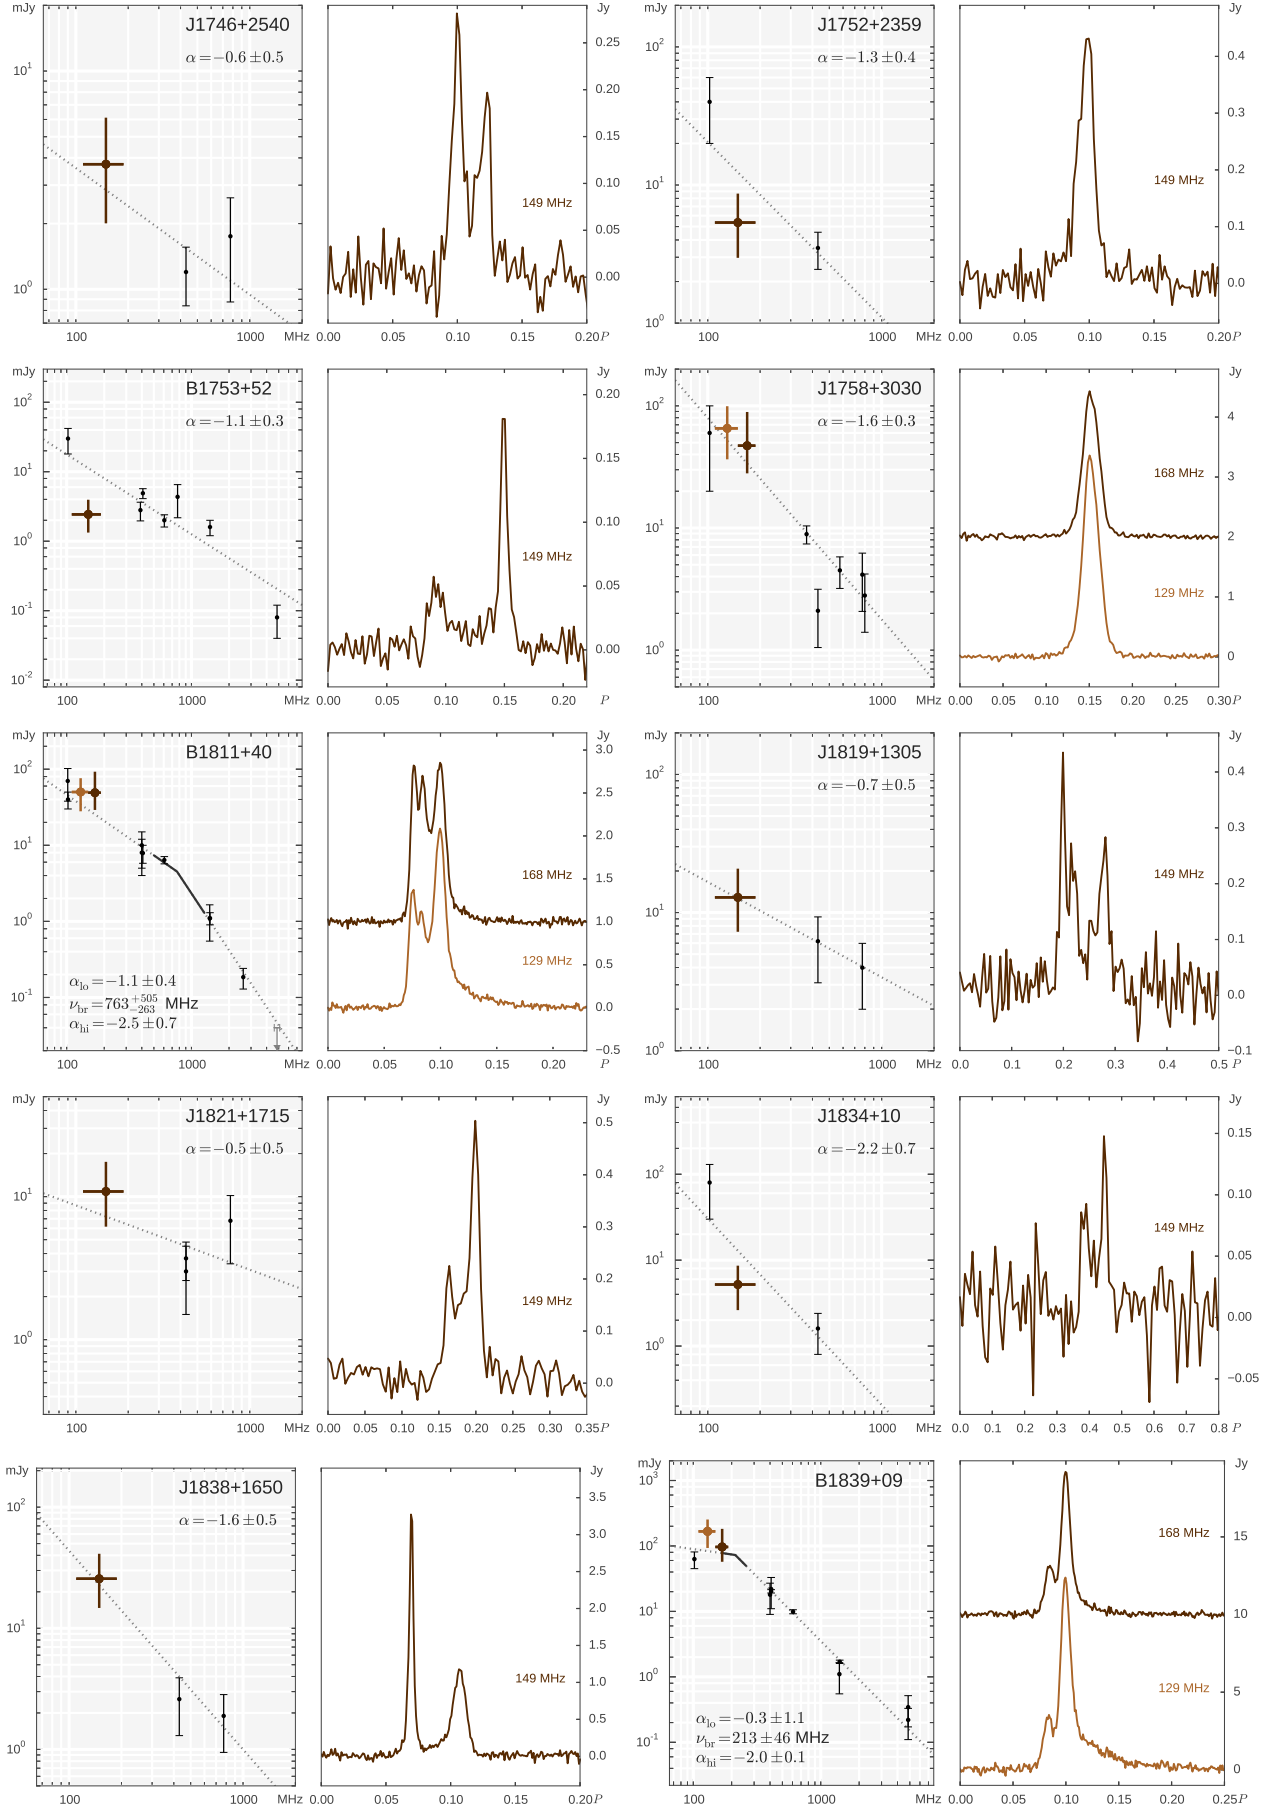 mJy Jy mJy Jy
J1746+2540 J1752+2359
α=−0.6±0.5 α=−1.3±0.4
10¹ 10⁰
0.25 0.20 0.15 0.10 0.05 0.00
149 MHz
10² 10¹ 10⁰
0.4 0.3 0.2 0.1 0.0
149 MHz
100 1000 MHz 0.00 0.05 0.10 0.15 0.20 P 100 1000 MHz 0.00 0.05 0.10 0.15 0.20 P
mJy Jy mJy Jy
B1753+52 J1758+3030
α=−1.1±0.3 α=−1.6±0.3
10² 10¹ 10⁰ 10⁻¹ 10⁻²
0.20 0.15 0.10 0.05 0.00
149 MHz
10² 10¹ 10⁰
4 3 2 1 0
168 MHz
129 MHz
100 1000 MHz 0.00 0.05 0.10 0.15 P 100 1000 MHz 0.00 0.05 0.10 0.15 0.20 0.25 0.30 P
mJy Jy mJy Jy
B1811+40 J1819+1305
α=−0.7±0.5
10² 10¹ 10⁰ 10⁻¹
α_lo=−1.1±0.4
ν_br=763⁺⁵⁰⁵₋₂₆₃ MHz
α_hi=−2.5±0.7
3.0 2.5 2.0 1.5 1.0 0.5 0.0 −0.5
168 MHz
129 MHz
10² 10¹ 10⁰
0.4 0.3 0.2 0.1 0.0 −0.1
149 MHz
100 1000 MHz 0.00 0.05 0.10 0.15 0.20 P 100 1000 MHz 0.0 0.1 0.2 0.3 0.4 0.5 P
mJy Jy mJy Jy
J1821+1715 J1834+10
α=−0.5±0.5 α=−2.2±0.7
10¹ 10⁰
0.5 0.4 0.3 0.2 0.1 0.0
149 MHz
10² 10¹ 10⁰
0.15 0.10 0.05 0.00 −0.05
149 MHz
100 1000 MHz 0.00 0.05 0.10 0.15 0.20 0.25 0.30 0.35 P 100 1000 MHz 0.0 0.1 0.2 0.3 0.4 0.5 0.6 0.7 0.8 P
mJy Jy mJy Jy
J1838+1650 B1839+09
α=−1.6±0.5
10² 10¹ 10⁰
3.5 3.0 2.5 2.0 1.5 1.0 0.5 0.0
149 MHz
10³ 10² 10¹ 10⁰ 10⁻¹
α_lo=−0.3±1.1
ν_br=213±46 MHz
α_hi=−2.0±0.1
15 10 5 0
168 MHz
129 MHz
100 1000 MHz 0.00 0.05 0.10 0.15 0.20 P 100 1000 MHz 0.00 0.05 0.10 0.15 0.20 0.25 P